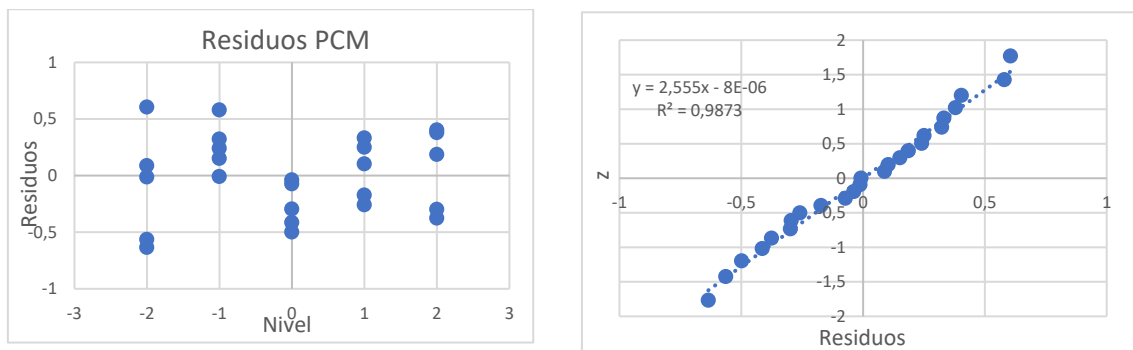 Residuos PCM
1
0,5
0
-0,5
-1
-3 -2 -1 0 1 2 3
Residuos
Nivel
y = 2,555x - 8E-06
R² = 0,9873
2
1,5
1
0,5
0
-0,5
-1
-1,5
-2
-1 -0,5 0 0,5 1
z
Residuos